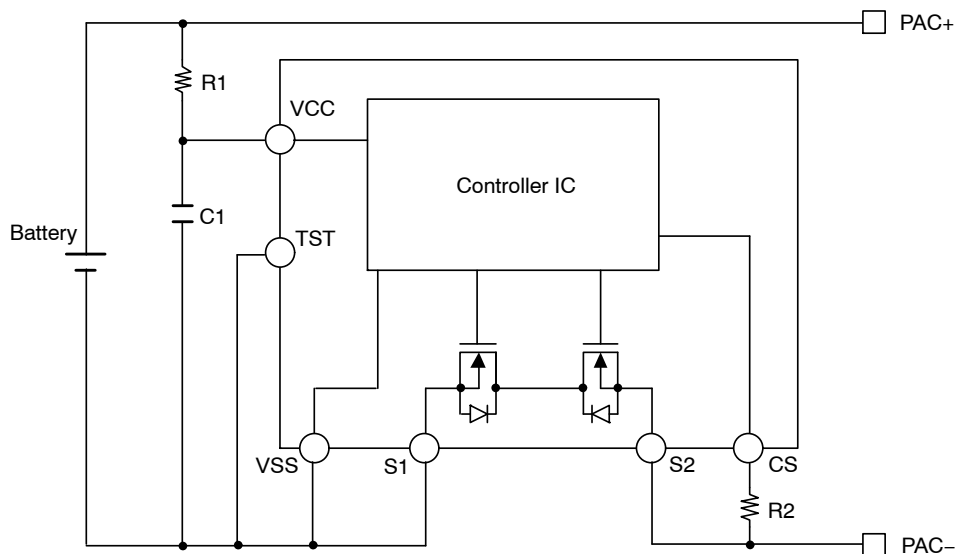 PAC+
R1
VCC
Controller IC
C1
Battery
TST
VSS
S1
S2
CS
R2
PAC−